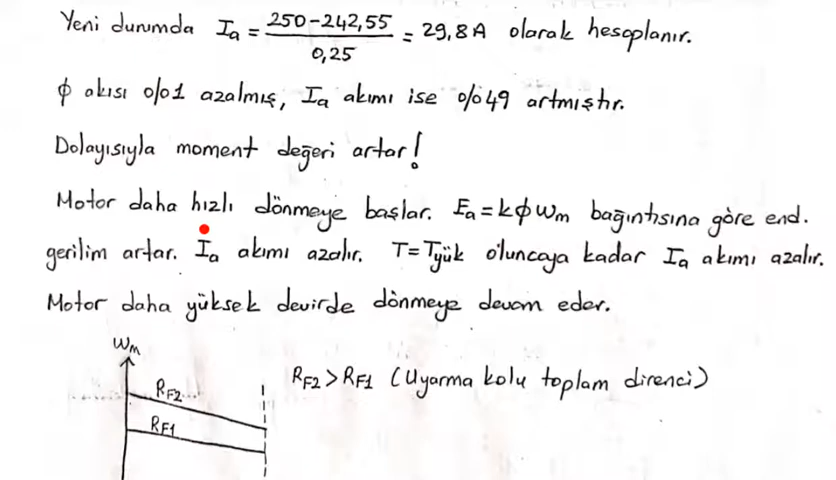 Yeni durumda Ia = 250-242,55 / 0,25 = 29,8 A olarak hesaplanır.
ϕ akısı %1 azalmış, Ia akımı ise %49 artmıştır.
Dolayısıyla moment değeri artar!
Motor daha hızlı dönmeye başlar. Ea = kϕωm bağıntısına göre end.
gerilim artar. Ia akımı azalır. T=Tyük oluncaya kadar Ia akımı azalır.
Motor daha yüksek devirde dönmeye devam eder.
ωm
RF2 > RF1 (Uyarma kolu toplam direnci)
RF2
RF1